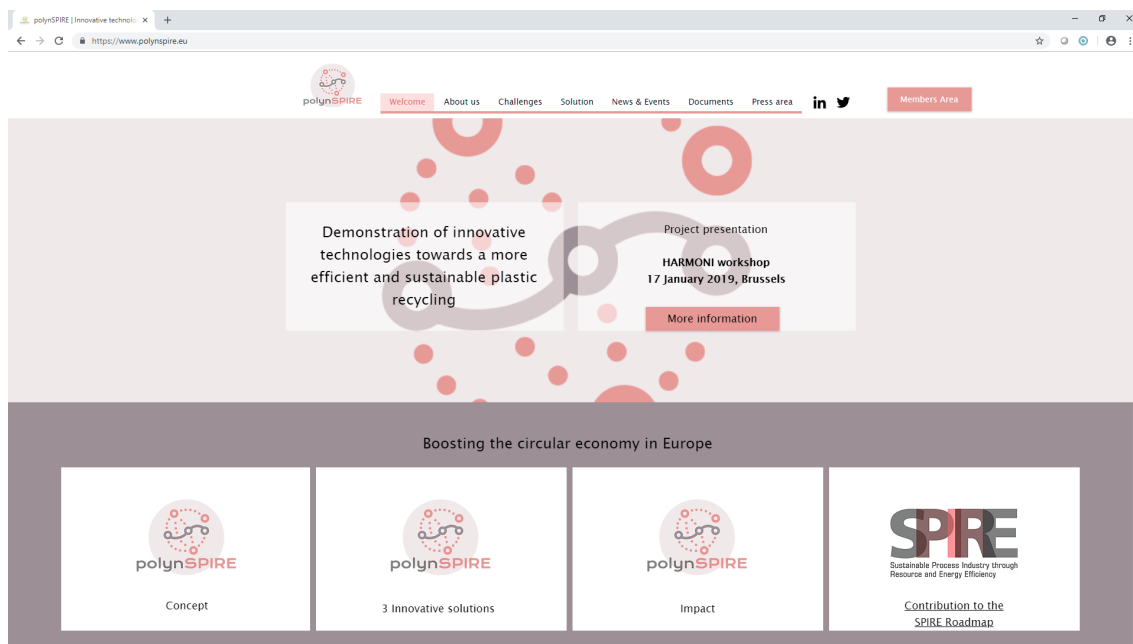 polynSPIRE | Innovative technolo
https://www.polynspire.eu
polynSPIRE
Welcome About us Challenges Solution News & Events Documents Press area in Members Area
Demonstration of innovative
technologies towards a more
efficient and sustainable plastic
recycling
Project presentation
HARMONI workshop
17 January 2019, Brussels
More information
Boosting the circular economy in Europe
polynSPIRE
Concept
polynSPIRE
3 Innovative solutions
polynSPIRE
Impact
SPIRE
Sustainable Process Industry through
Resource and Energy Efficiency
Contribution to the
SPIRE Roadmap